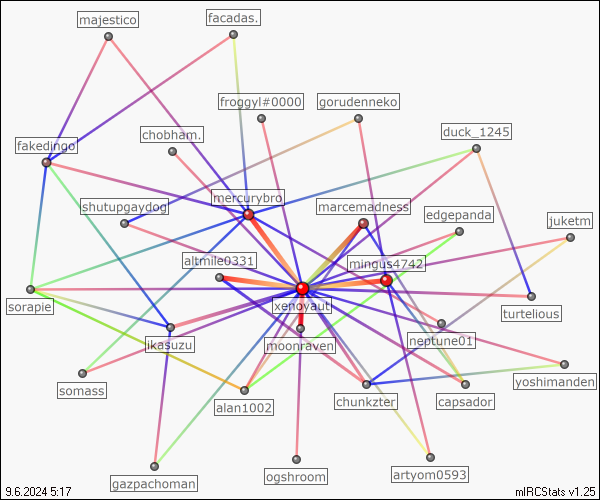 majestico
facadas.
froggyl#0000
gorudenneko
chobham.
duck_1245
fakedingo
shutupgaydog
mercurybro
marcemadness
edgepanda
juketm
altmile0331
mingus4742
sorapie
xenovaut
turtelious
ikasuzu
moonraven
neptune01
somass
alan1002
chunkzter
capsador
yoshimanden
gazpachoman
ogshroom
artyom0593
9.6.2024 5:17
mIRCStats v1.25